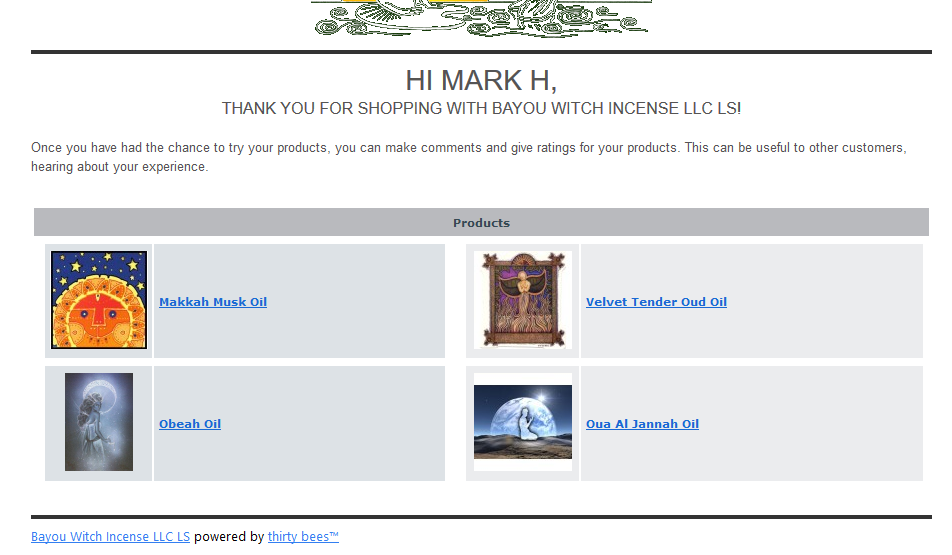 HI MARK H,
THANK YOU FOR SHOPPING WITH BAYOU WITCH INCENSE LLC LS!
Once you have had the chance to try your products, you can make comments and give ratings for your products. This can be useful to other customers,
hearing about your experience.
Products
Makkah Musk Oil
Velvet Tender Oud Oil
Obeah Oil
Oua Al Jannah Oil
Bayou Witch Incense LLC LS powered by thirty bees™